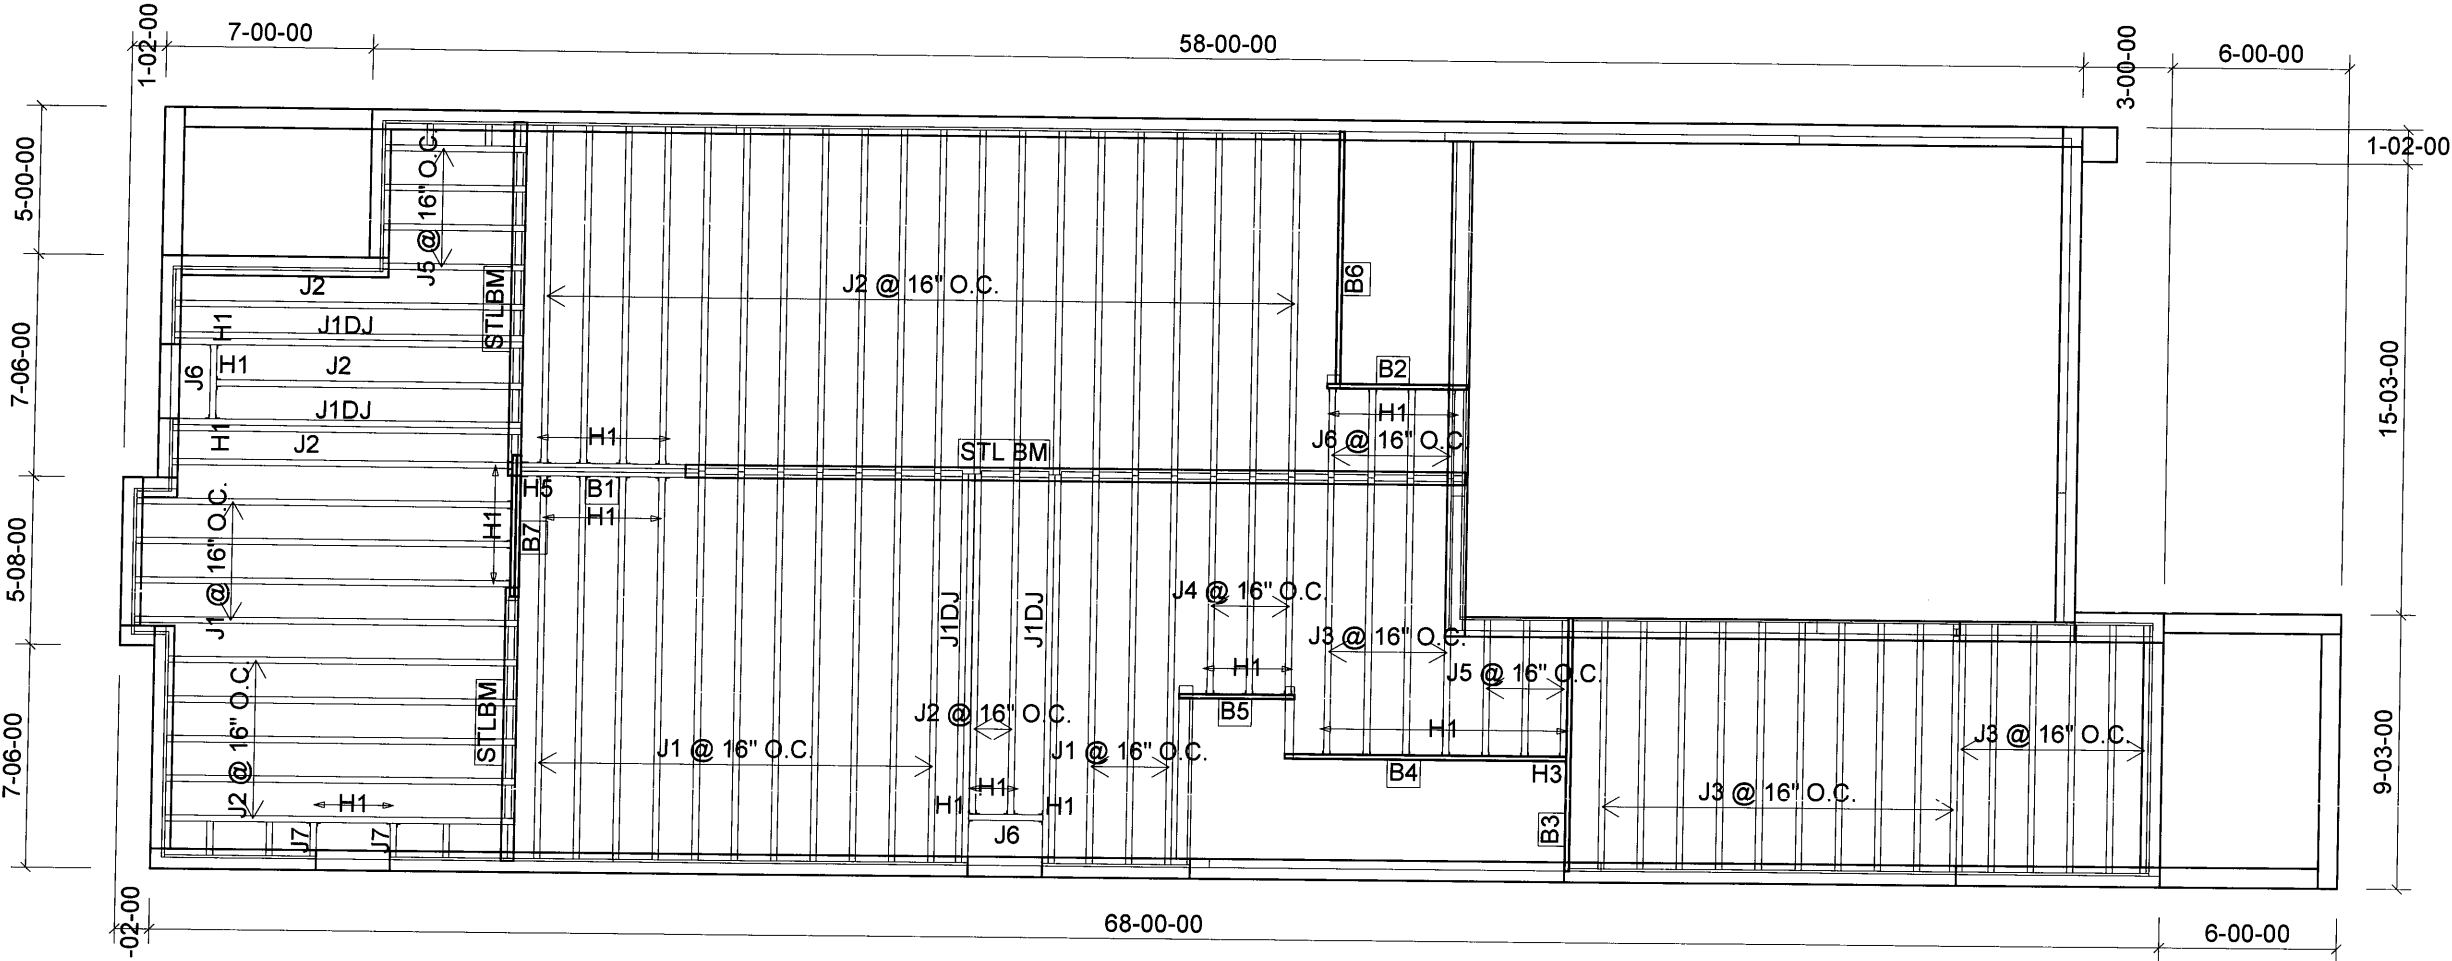 1-02-00
7-00-00
58-00-00
3-00-00
6-00-00
1-02-00
5-00-00
7-06-00
5-08-00
7-06-00
15-03-00
9-03-00
J5 @ 16" O.C.
STLBM
J2
H1
J1DJ
J6
H1
J2
J1DJ
H1
J2
J2 @ 16" O.C.
B6
B2
H1
J6 @ 16" O.C.
H1
STL BM
H5
B1
H1
H1
B7
J1 @ 16" O.C.
J1DJ
J1DJ
J4 @ 16" O.C.
J3 @ 16" O.C.
H1
J5 @ 16" O.C.
B5
STLBM
J2 @ 16" O.C.
J2 @ 16" O.C.
J1 @ 16" O.C.
J1 @ 16" O.C.
H1
J3 @ 16" O.C.
B4
H3
J3 @ 16" O.C.
H1
H1
H1
H1
J7
J7
J6
B3
-02-00
68-00-00
6-00-00